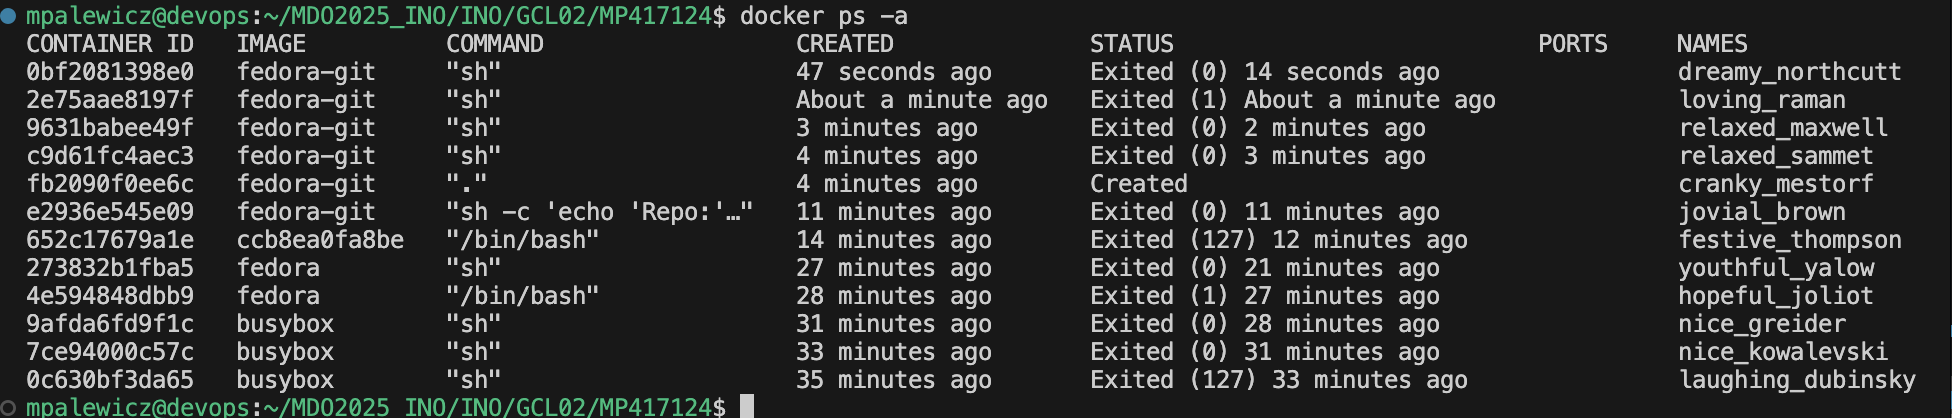 mpalewicz@devops:~/MDO2025_INO/INO/GCL02/MP417124$ docker ps -a
CONTAINER ID   IMAGE          COMMAND                  CREATED              STATUS                          PORTS     NAMES
0bf2081398e0   fedora-git     "sh"                     47 seconds ago       Exited (0) 14 seconds ago                 dreamy_northcutt
2e75aae8197f   fedora-git     "sh"                     About a minute ago   Exited (1) About a minute ago             loving_raman
9631babee49f   fedora-git     "sh"                     3 minutes ago        Exited (0) 2 minutes ago                  relaxed_maxwell
c9d61fc4aec3   fedora-git     "sh"                     4 minutes ago        Exited (0) 3 minutes ago                  relaxed_sammet
fb2090f0ee6c   fedora-git     "."                      4 minutes ago        Created                                   cranky_mestorf
e2936e545e09   fedora-git     "sh -c 'echo 'Repo:'…"   11 minutes ago       Exited (0) 11 minutes ago                 jovial_brown
652c17679a1e   ccb8ea0fa8be   "/bin/bash"              14 minutes ago       Exited (127) 12 minutes ago               festive_thompson
273832b1fba5   fedora         "sh"                     27 minutes ago       Exited (0) 21 minutes ago                 youthful_yalow
4e594848dbb9   fedora         "/bin/bash"              28 minutes ago       Exited (1) 27 minutes ago                 hopeful_joliot
9afda6fd9f1c   busybox        "sh"                     31 minutes ago       Exited (0) 28 minutes ago                 nice_greider
7ce94000c57c   busybox        "sh"                     33 minutes ago       Exited (0) 31 minutes ago                 nice_kowalevski
0c630bf3da65   busybox        "sh"                     35 minutes ago       Exited (127) 33 minutes ago               laughing_dubinsky
mpalewicz@devops:~/MDO2025_INO/INO/GCL02/MP417124$